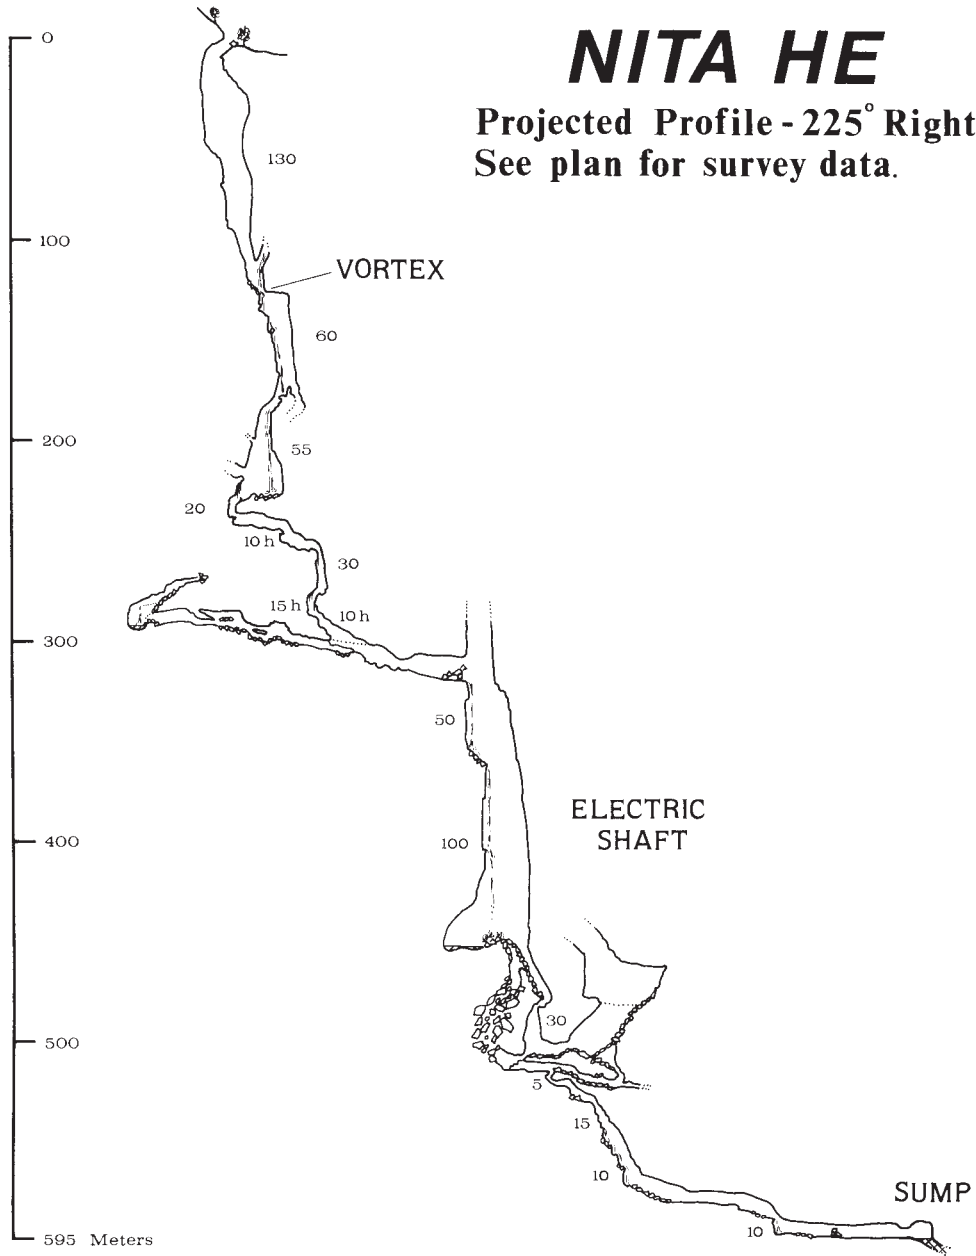 NITA HE
Projected Profile - 225° Right
See plan for survey data.
0
130
100
VORTEX
60
200
55
20
10 h
30
15 h
10 h
300
50
ELECTRIC
SHAFT
400
100
30
500
5
15
10
SUMP
10
595 Meters